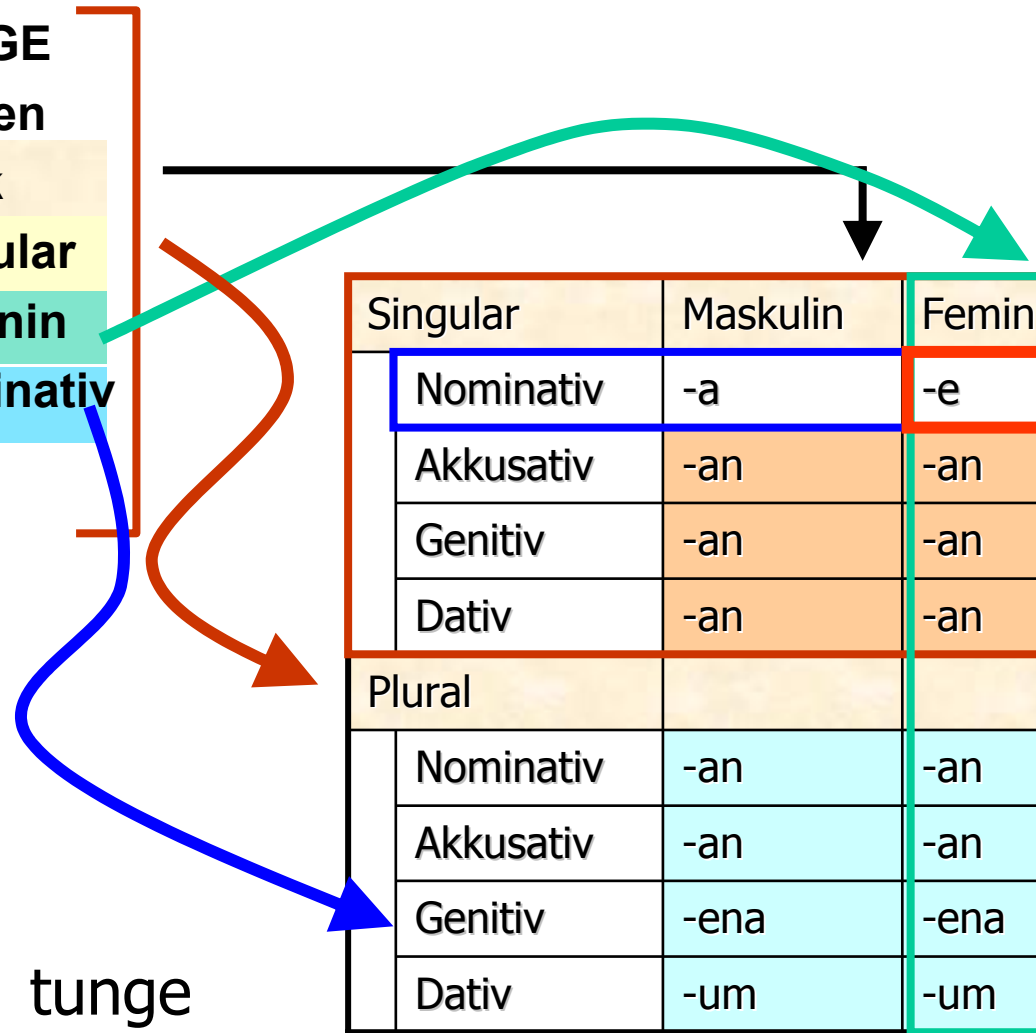 GE
en
k
ular
nin
inativ
Singular Maskulin Femin
Nominativ -a -e
Akkusativ -an -an
Genitiv -an -an
Dativ -an -an
Plural
Nominativ -an -an
Akkusativ -an -an
Genitiv -ena -ena
Dativ -um -um
tunge